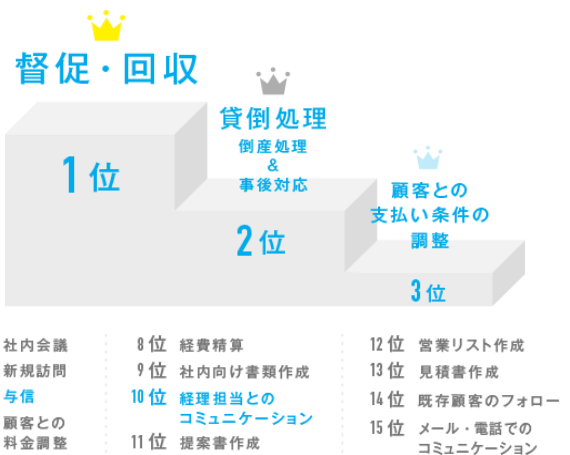 督促・回収
1位
貸倒処理
倒産処理
&
事後対応
2位
顧客との
支払い条件の
調整
3位
社内会議
新規訪問
与信
顧客との
料金調整
8位 経費精算
9位 社内向け書類作成
10位 経理担当との
コミュニケーション
11位 提案書作成
12位 営業リスト作成
13位 見積書作成
14位 既存顧客のフォロー
15位 メール・電話での
コミュニケーション